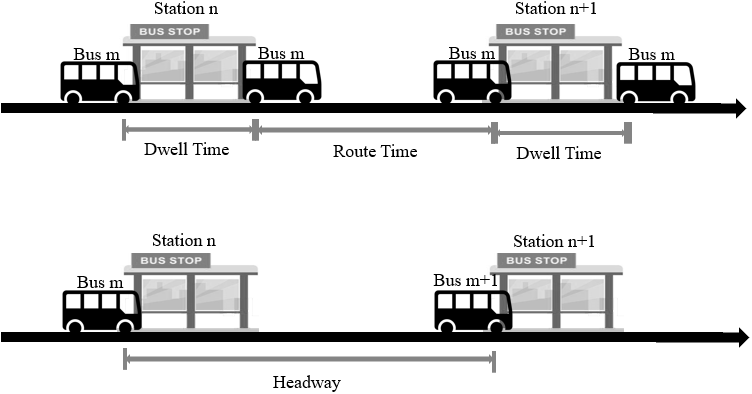 Station n
Station n+1
BUS STOP
BUS STOP
Bus m
Bus m
Bus m
Bus m
Dwell Time
Route Time
Dwell Time
Station n
Station n+1
BUS STOP
BUS STOP
Bus m
Bus m+1
Headway